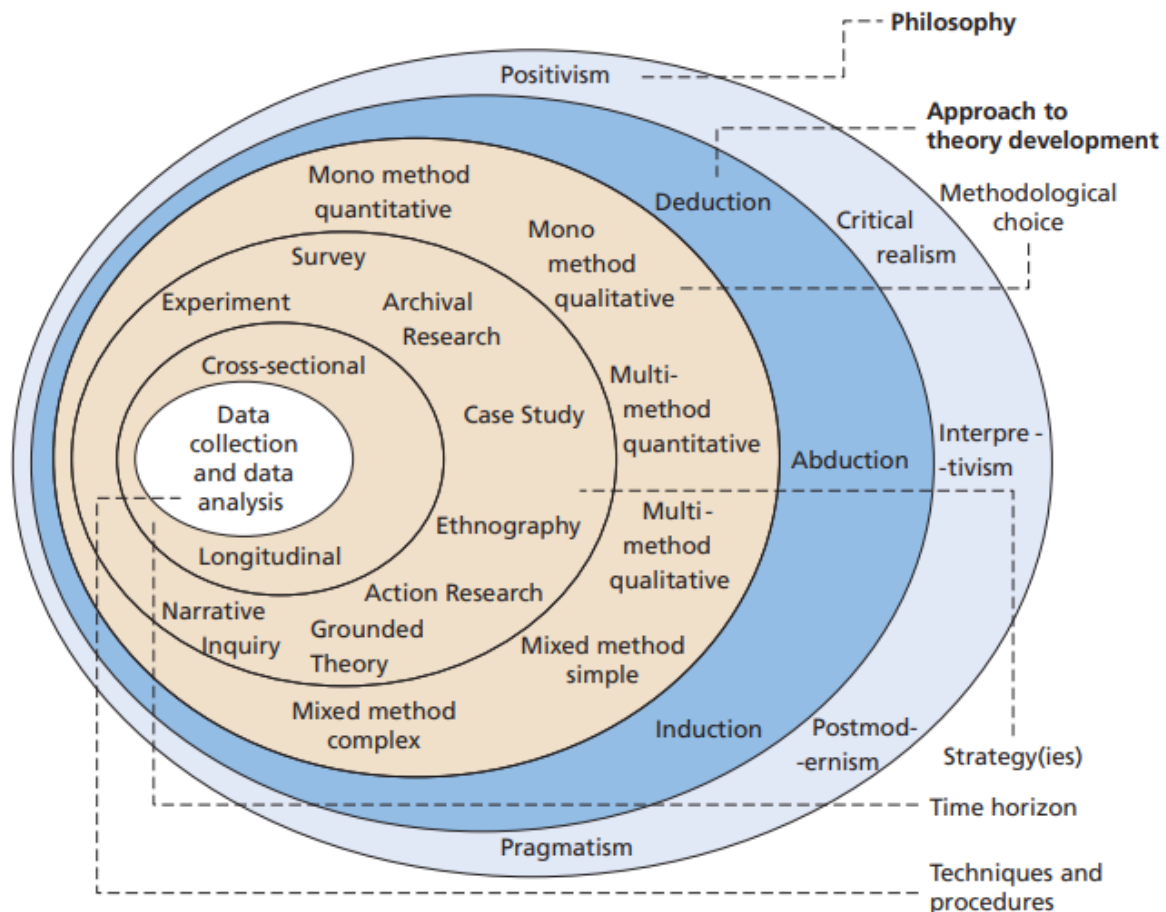 Philosophy
Positivism
Approach to
theory development
Mono method
quantitative
Deduction
Methodological
choice
Critical
realism
Mono
method
qualitative
Survey
Experiment
Archival
Research
Cross-sectional
Multi-
method
quantitative
Data
collection
and data
analysis
Case Study
Interpre-
-tivism
Abduction
Ethnography
Multi-
method
qualitative
Longitudinal
Action Research
Narrative
Inquiry
Grounded
Theory
Mixed method
simple
Mixed method
complex
Induction
Postmod-
-ernism
Strategy(ies)
Time horizon
Pragmatism
Techniques and
procedures